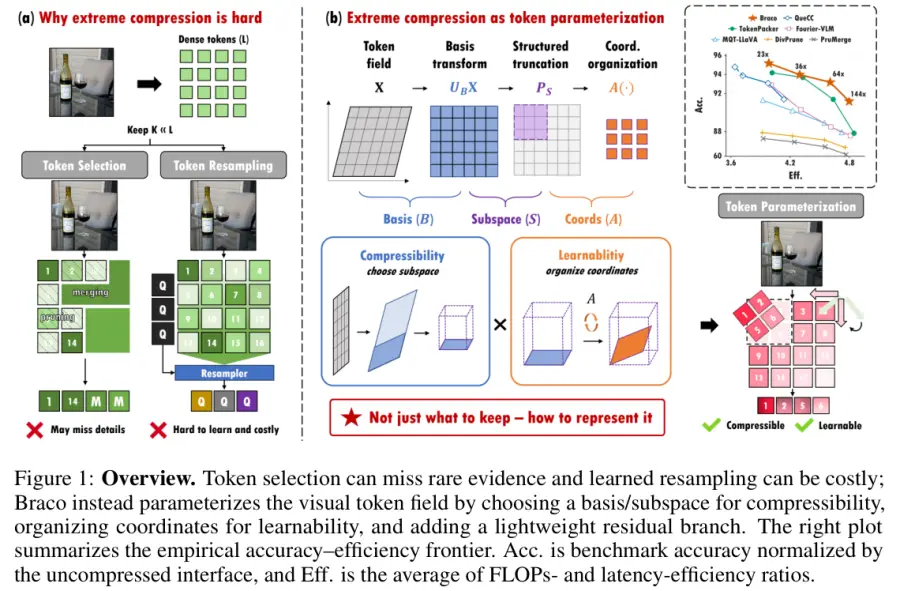 (a) Why extreme compression is hard
Dense tokens (L)
Keep K ≪ L
Token Selection
Token Resampling
1 2
merging
pruning
13 14
1 14 M M
May miss details
Q
Q
Q
1 2 3 4
5 6 7 8
9 10 11 12
13 14 15 16
Resampler
Q Q Q
Hard to learn and costly
(b) Extreme compression as token parameterization
Token field
Basis transform
Structured truncation
Coord. organization
X → U_B X → P_S → A(·)
Basis (B)
Subspace (S)
Coords (A)
Compressibility
choose subspace
×
Learnablitiy
organize coordinates
A
★ Not just what to keep – how to represent it
Braco QueCC
TokenPacker Fourier-VLM
MQT-LLaVA DivPrune PruMerge
96
94
92
88
60
Acc.
23x
36x
64x
144x
3.6 4.2 4.8
Eff.
Token Parameterization
1 2 3
5 6 7 8
9 10 11
13
1 2 5 6
Compressible
Learnable
Figure 1: Overview. Token selection can miss rare evidence and learned resampling can be costly;
Braco instead parameterizes the visual token field by choosing a basis/subspace for compressibility,
organizing coordinates for learnability, and adding a lightweight residual branch. The right plot
summarizes the empirical accuracy–efficiency frontier. Acc. is benchmark accuracy normalized by
the uncompressed interface, and Eff. is the average of FLOPs- and latency-efficiency ratios.